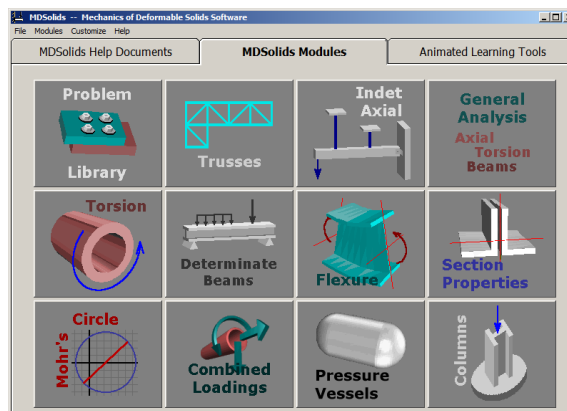 MDSolids -- Mechanics of Deformable Solids Software
File Modules Customize Help
MDSolids Help Documents
MDSolids Modules
Animated Learning Tools
Problem
Library
Trusses
Indet
Axial
General
Analysis
Axial
Torsion
Beams
Torsion
Determinate
Beams
Flexure
Section
Properties
Mohr's
Circle
Combined
Loadings
Pressure
Vessels
Columns